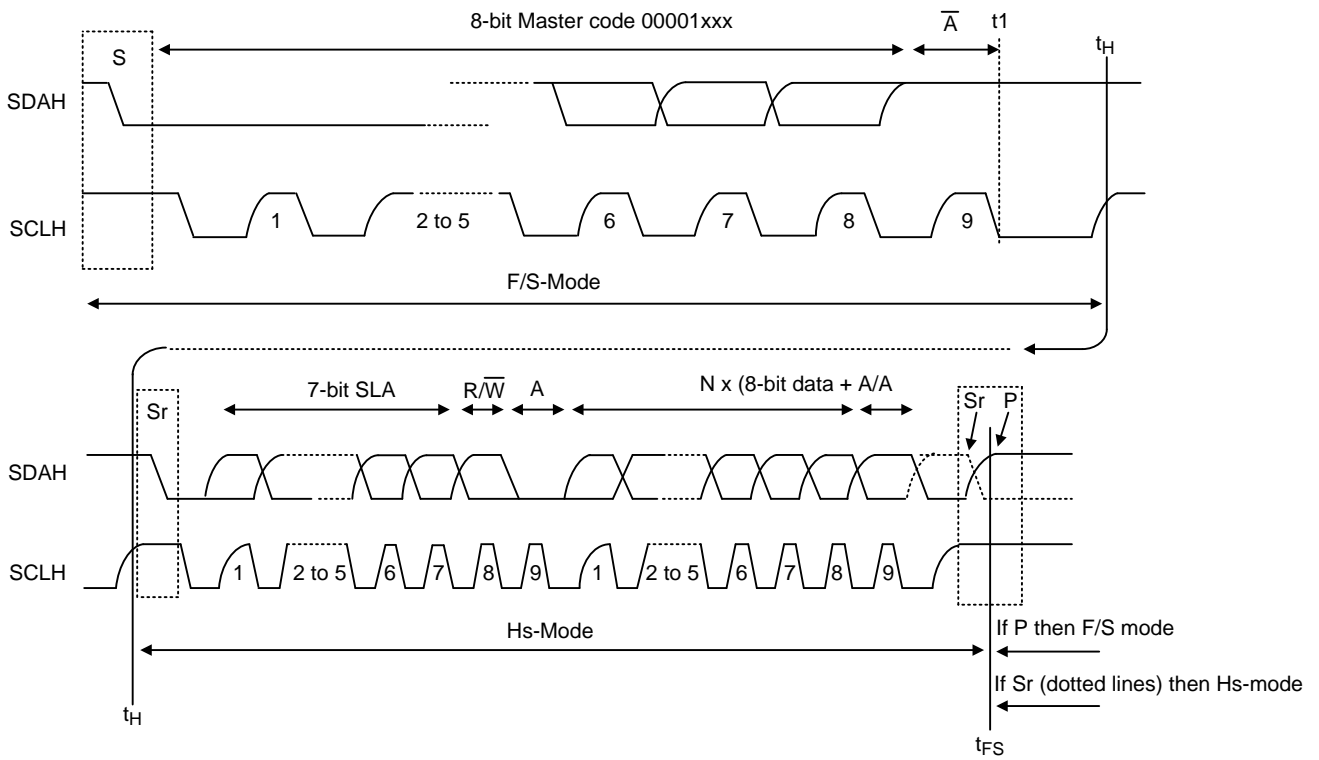 8-bit Master code 00001xxx
A̅
t1
S
tH
SDAH
1
2 to 5
6
7
8
9
SCLH
F/S-Mode
7-bit SLA
R/W̅
A
N x (8-bit data + A/A
Sr
Sr
P
SDAH
SCLH
1
2 to 5
6
7
8
9
1
2 to 5
6
7
8
9
Hs-Mode
If P then F/S mode
If Sr (dotted lines) then Hs-mode
tH
tFS